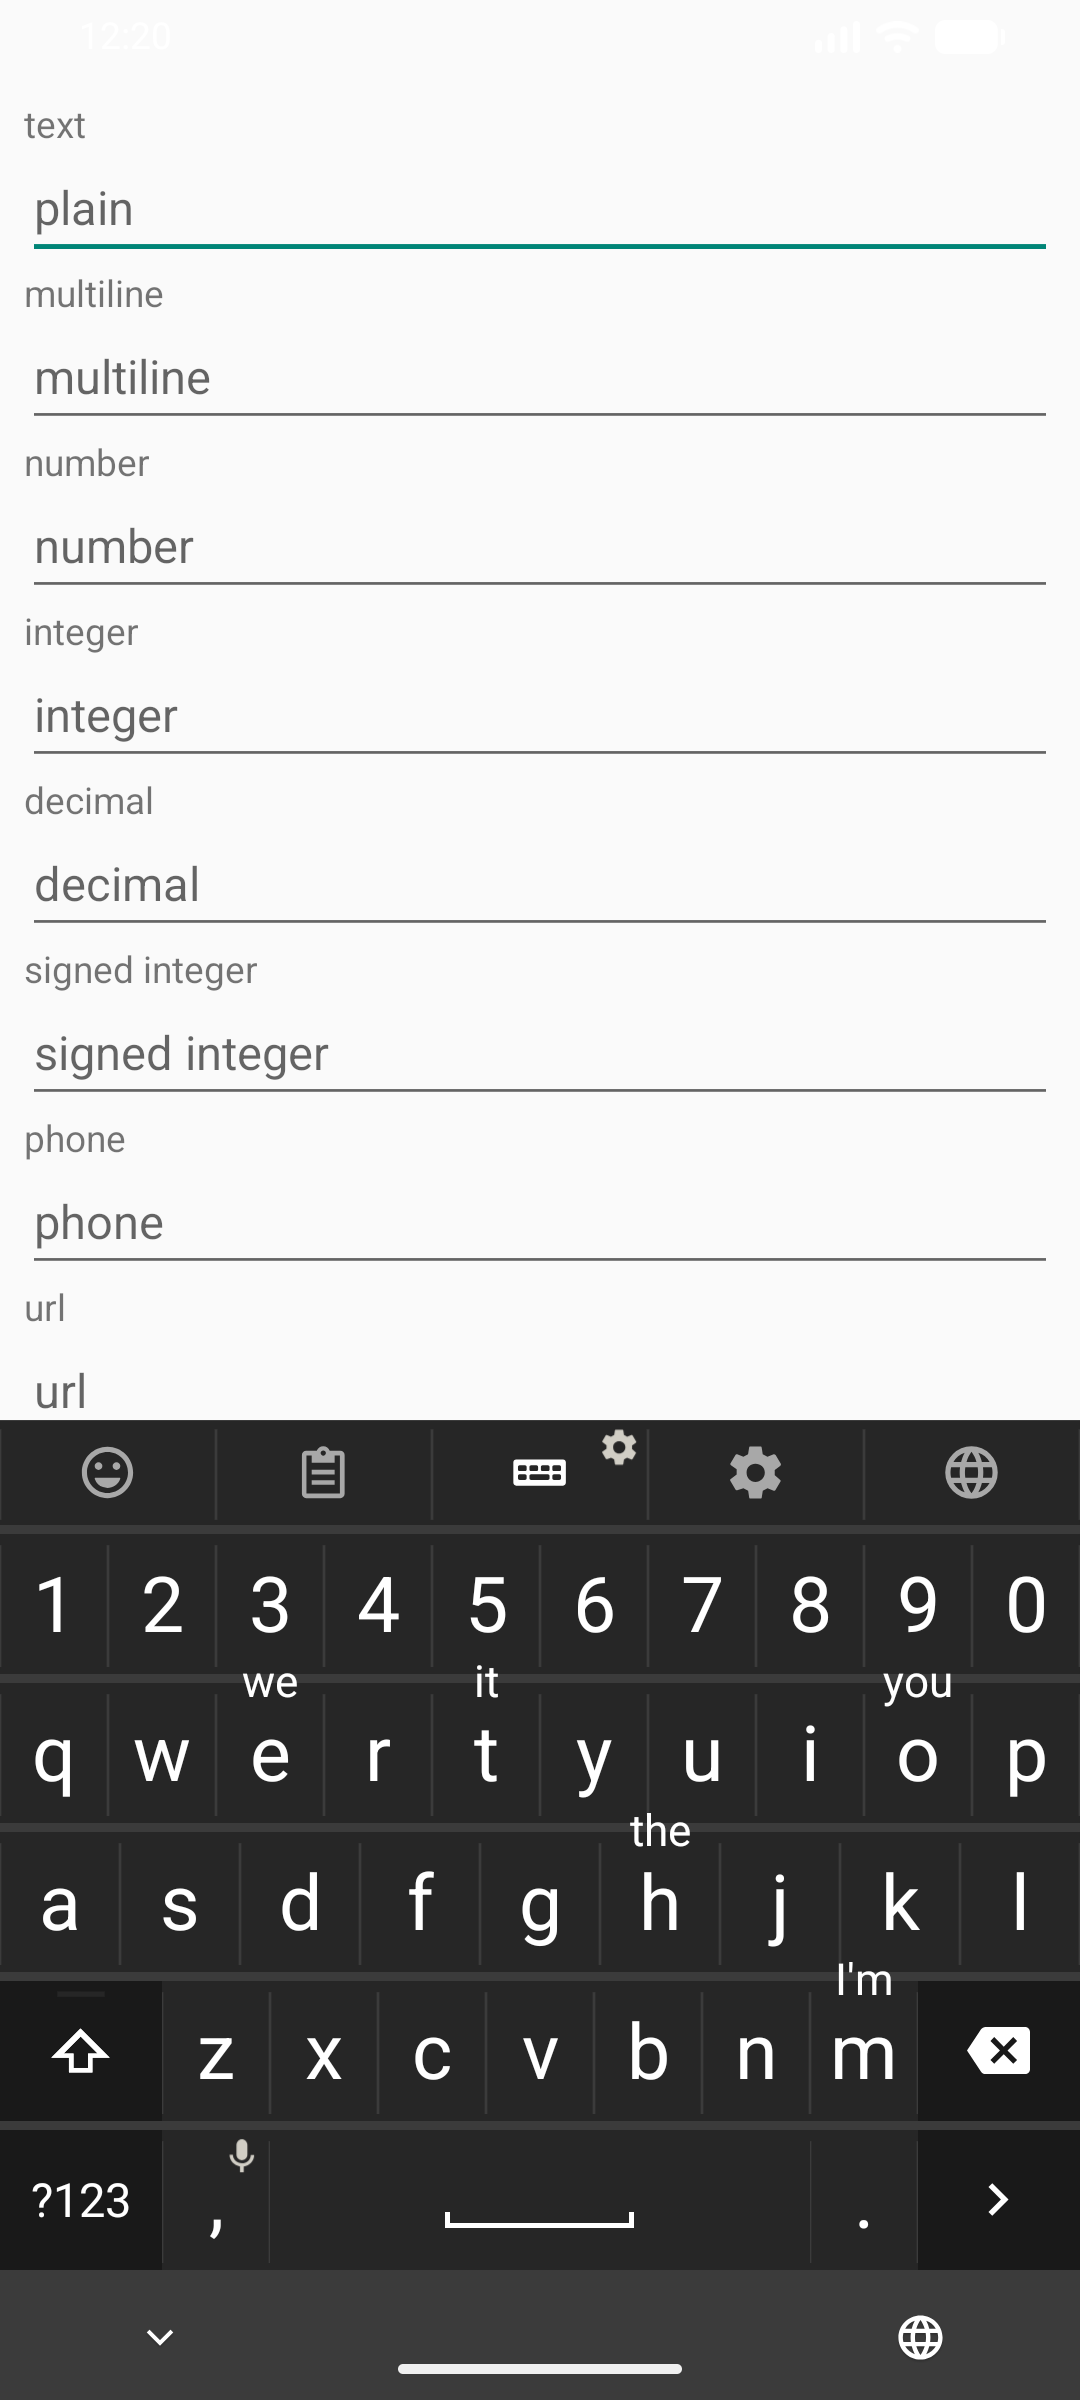 12:20
text
plain
multiline
multiline
number
number
integer
integer
decimal
decimal
signed integer
signed integer
phone
phone
url
url
1 2 3 4 5 6 7 8 9 0
we it you
q w e r t y u i o p
the
a s d f g h j k l
I'm
z x c v b n m
?123 , .